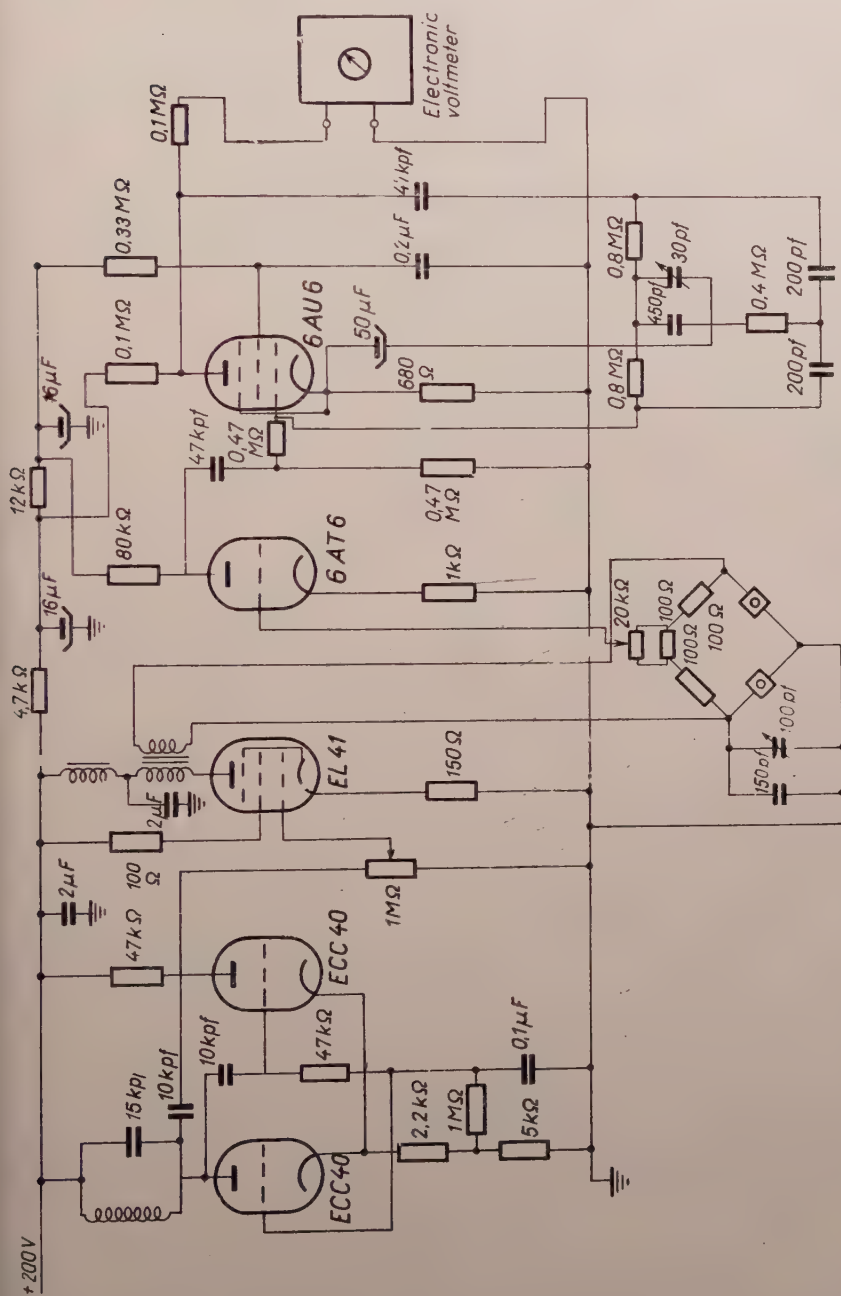 +200V
15kpf
10kpf
ECC40
10kpf
47kΩ
2,2kΩ
1MΩ
5kΩ
0,1µF
47kΩ
ECC40
2µF
100
Ω
2µF
1MΩ
EL41
150Ω
4,7kΩ
16µF
12kΩ
16µF
80kΩ
6AT6
1kΩ
47kpf
0,47
MΩ
0,47
MΩ
0,1MΩ
6AU6
680
Ω
50µF
0,33MΩ
0,2µF
0,1MΩ
Electronic
voltmeter
0,8MΩ
450pf
30pf
0,8MΩ
0,4MΩ
200pf
200pf
20kΩ
100Ω
100Ω
100Ω
150pf
100pf